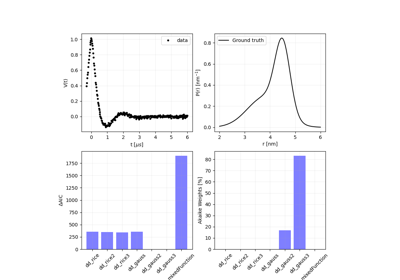 data
V(t)
1.0
0.8
0.6
0.4
0.2
0.0
0 1 2 3 4 5 6
t [μs]
Ground truth
P(r) [nm⁻¹]
0.8
0.6
0.4
0.2
0.0
2 3 4 5 6
r [nm]
ΔAIC
1750
1500
1250
1000
750
500
250
0
dd_rice
dd_rice2
dd_rice3
dd_gauss
dd_gauss2
dd_gauss3
mixedFunction
Akaike Weights [%]
80
70
60
50
40
30
20
10
0
dd_rice
dd_rice2
dd_rice3
dd_gauss
dd_gauss2
dd_gauss3
mixedFunction